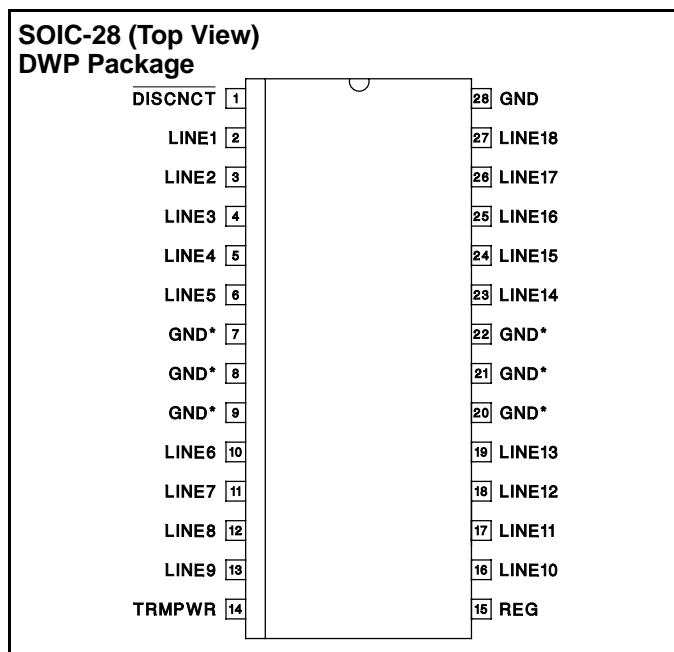 SOIC-28 (Top View)
DWP Package
DISCNCT 1 28 GND
LINE1 2 27 LINE18
LINE2 3 26 LINE17
LINE3 4 25 LINE16
LINE4 5 24 LINE15
LINE5 6 23 LINE14
GND* 7 22 GND*
GND* 8 21 GND*
GND* 9 20 GND*
LINE6 10 19 LINE13
LINE7 11 18 LINE12
LINE8 12 17 LINE11
LINE9 13 16 LINE10
TRMPWR 14 15 REG